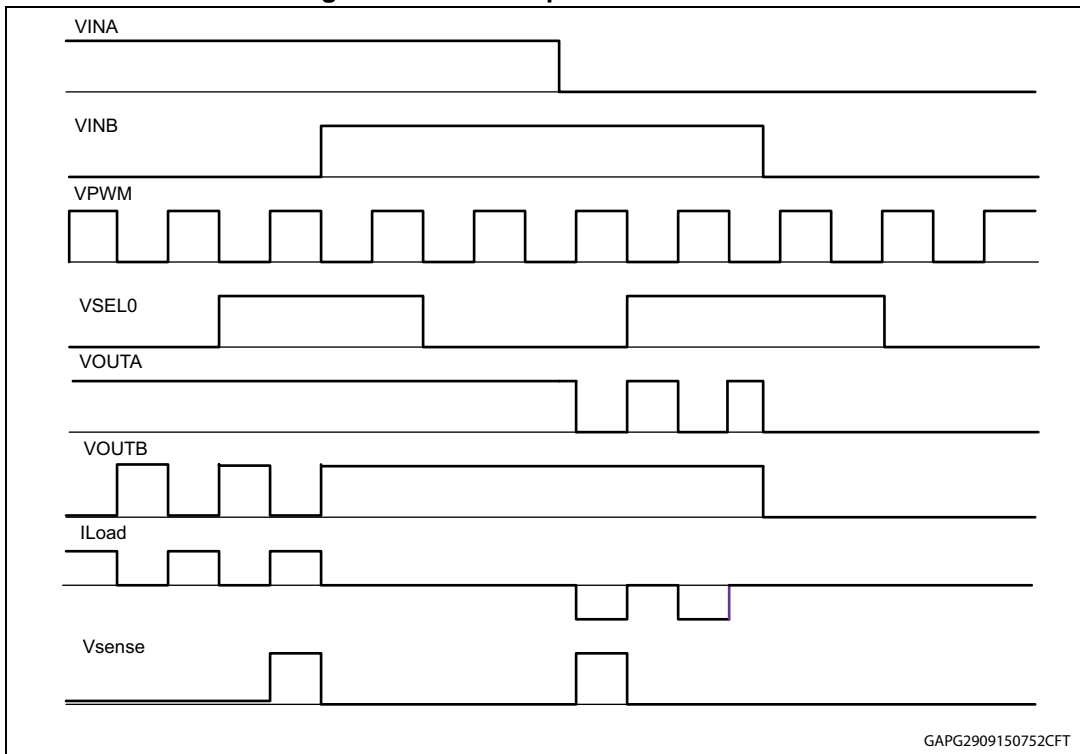 VINA
VINB
VPWM
VSEL0
VOUTA
VOUTB
ILoad
Vsense
GAPG2909150752CFT